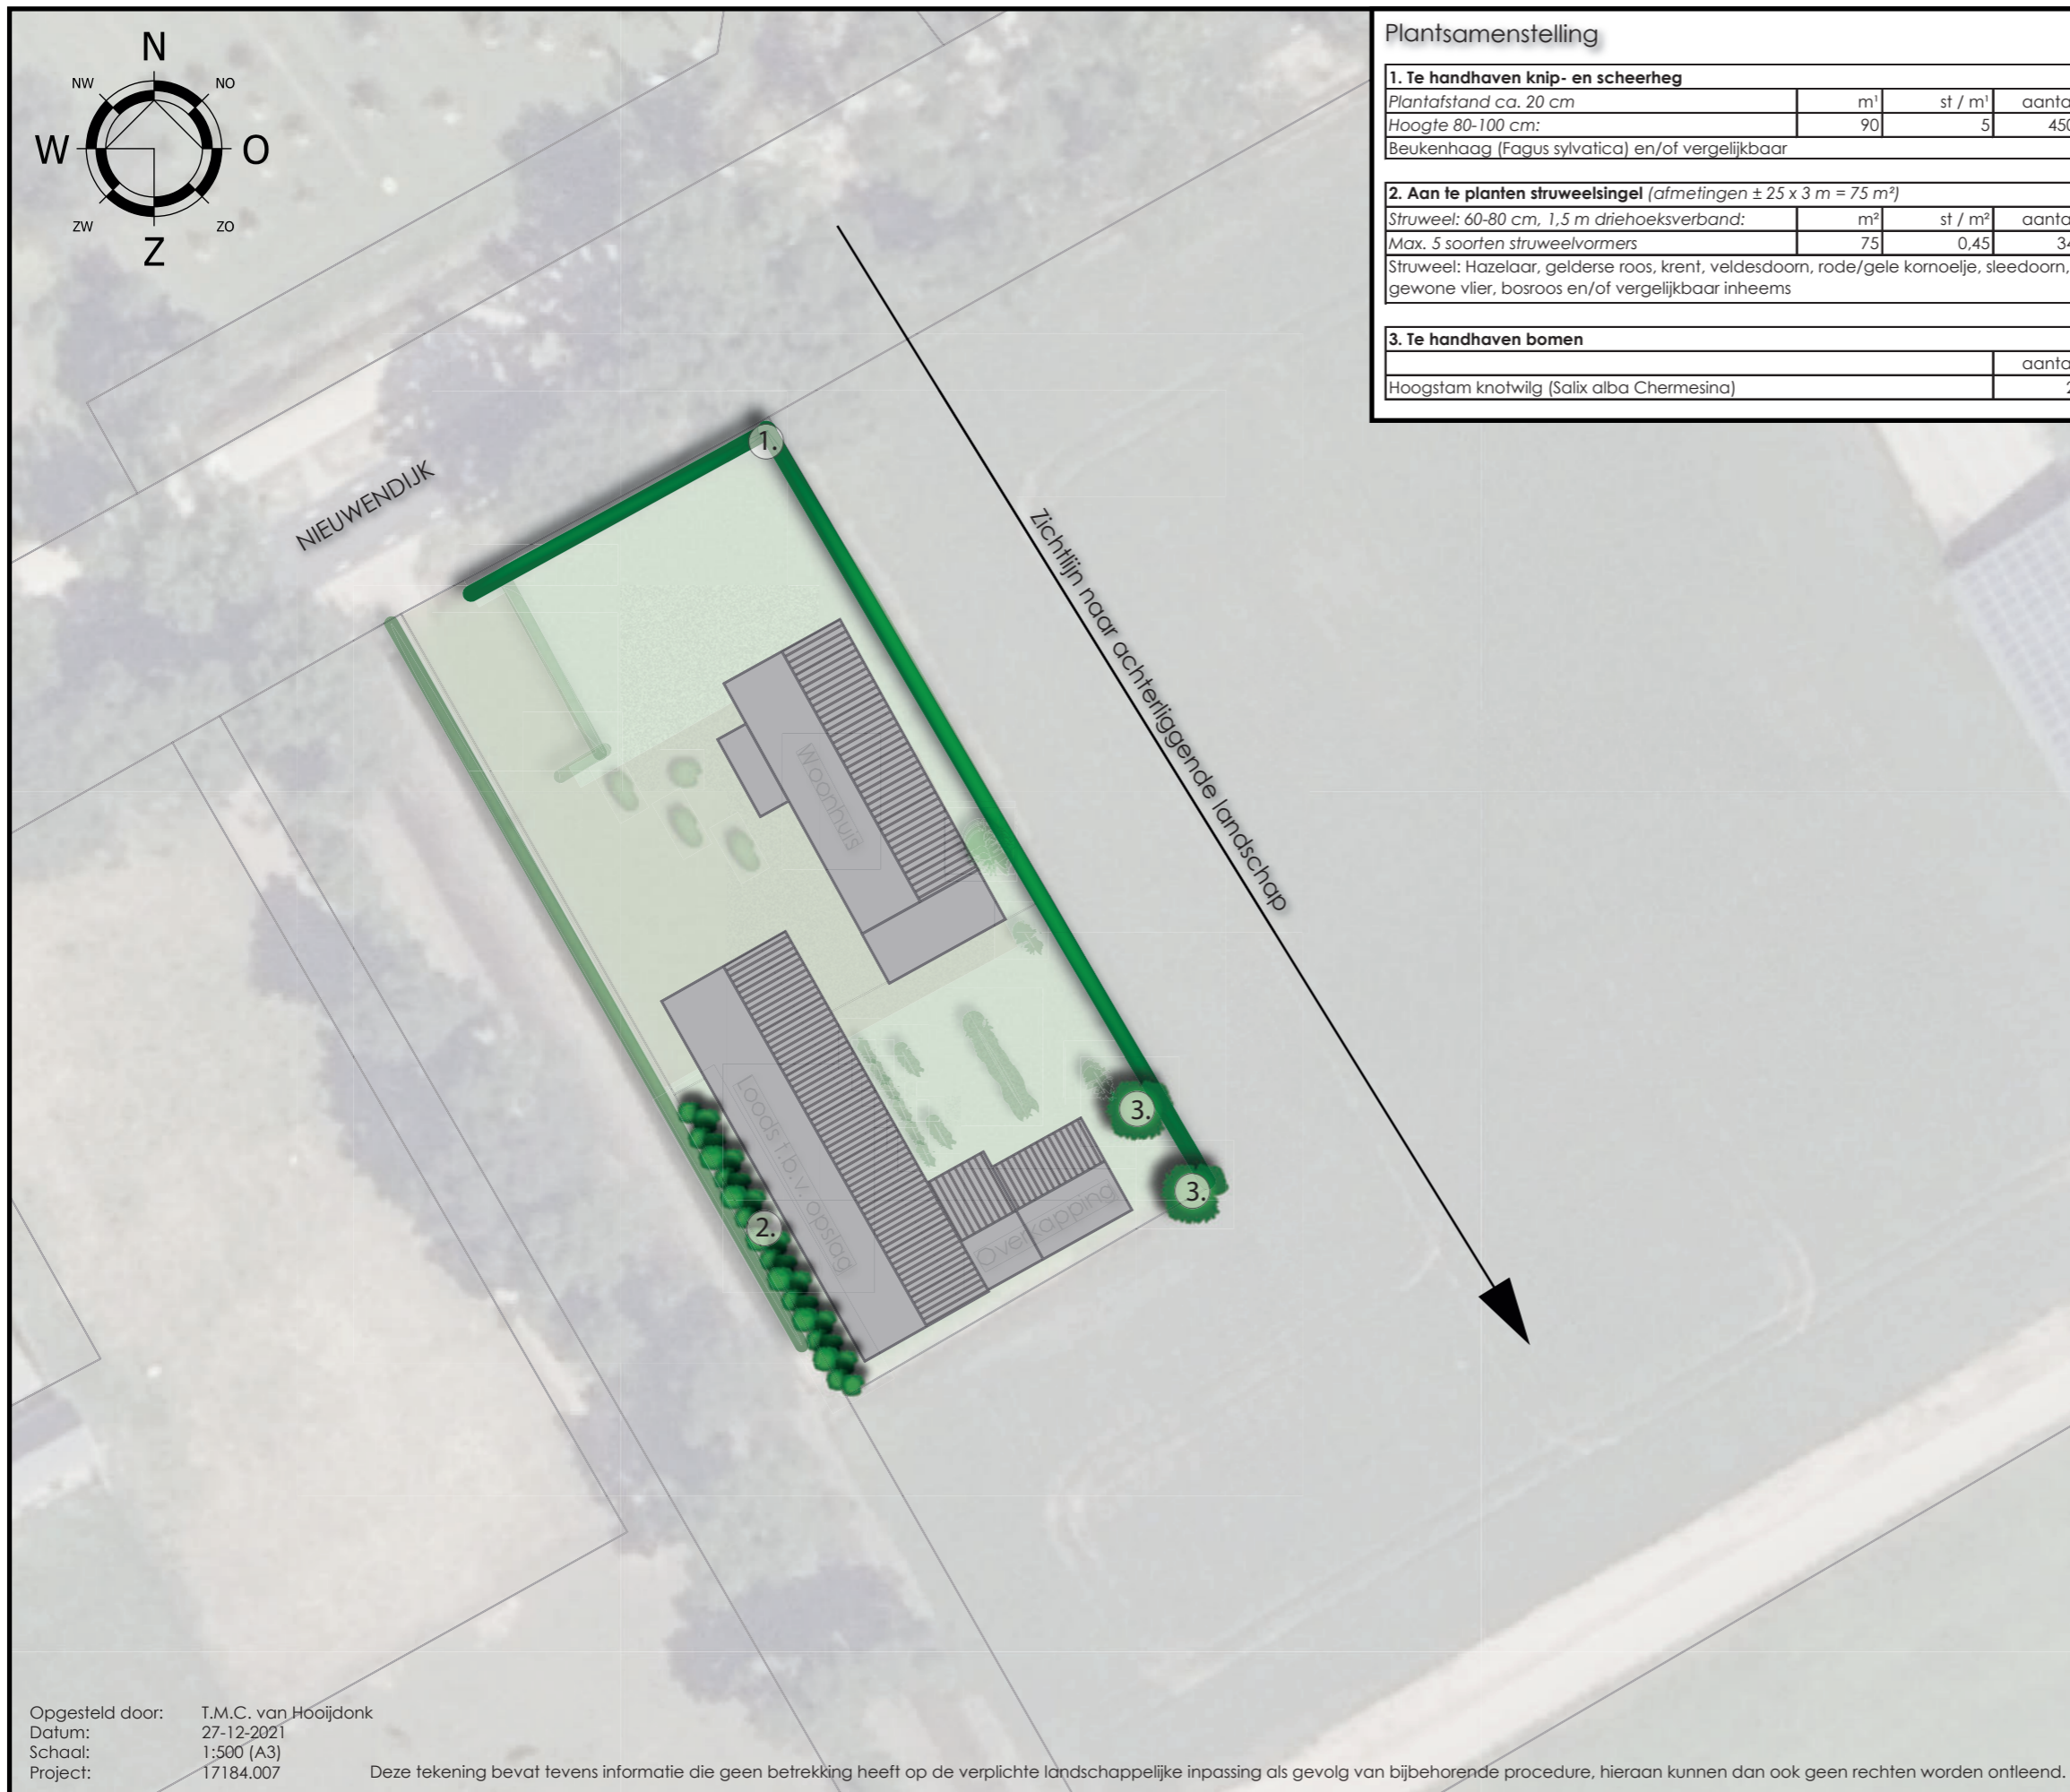 N
NW
NO
W
O
ZW
ZO
Z
Plantsamenstelling
1. Te handhaven knip- en scheerheg
Plantafstand ca. 20 cm m¹ st / m¹
Hoogte 80-100 cm: 90 5 450
Beukenhaag (Fagus sylvatica) en/of vergelijkbaar
2. Aan te planten struweelsingel (afmetingen ± 25 x 3 m = 75 m²)
Struweel: 60-80 cm, 1,5 m driehoeksverband: m² st / m²
Max. 5 soorten struweelvormers 75 0,45 34
Struweel: Hazelaar, gelderse roos, krent, veldesdoorn, rode/gele kornoelje, sleedoorn,
gewone vlier, bosroos en/of vergelijkbaar inheems
3. Te handhaven bomen
Hoogstam knotwilg (Salix alba Chermesina) 2
NIEUWENDIJK
1.
Zichtlijn naar achterliggende landschap
Woonhuis
Loods t.b.v. opslag
Overkapping
2.
3.
3.
Opgesteld door: T.M.C. van Hooijdonk
Datum: 27-12-2021
Schaal: 1:500 (A3)
Project: 17184.007
Deze tekening bevat tevens informatie die geen betrekking heeft op de verplichte landschappelijke inpassing als gevolg van bijbehorende procedure, hieraan kunnen dan ook geen rechten worden ontleend.